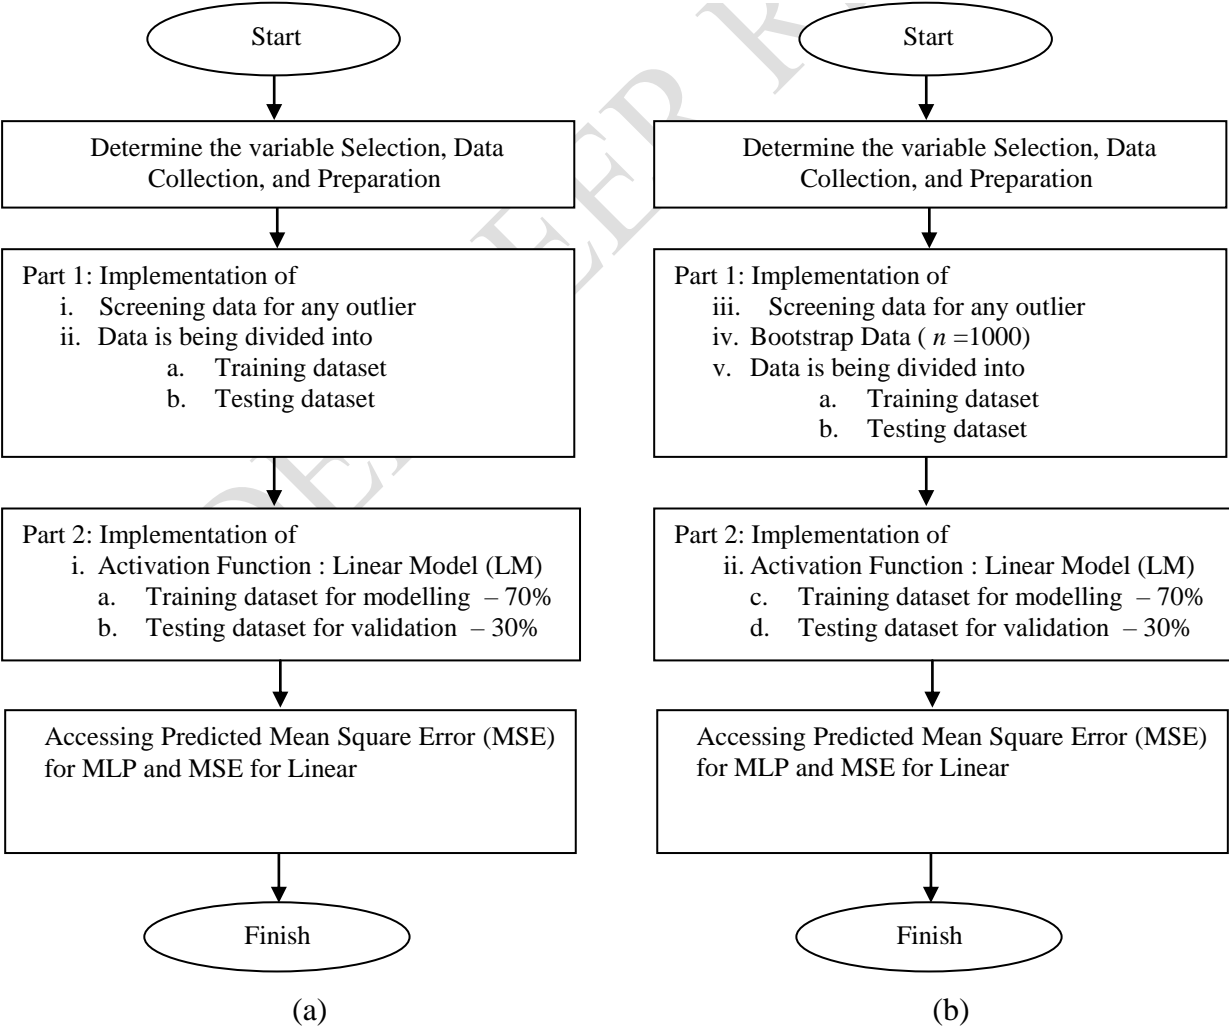 Start
Determine the variable Selection, Data
Collection, and Preparation
Part 1: Implementation of
i. Screening data for any outlier
ii. Data is being divided into
a. Training dataset
b. Testing dataset
Part 2: Implementation of
i. Activation Function : Linear Model (LM)
a. Training dataset for modelling – 70%
b. Testing dataset for validation – 30%
Accessing Predicted Mean Square Error (MSE)
for MLP and MSE for Linear
Finish
(a)
Start
Determine the variable Selection, Data
Collection, and Preparation
Part 1: Implementation of
iii. Screening data for any outlier
iv. Bootstrap Data ( n =1000)
v. Data is being divided into
a. Training dataset
b. Testing dataset
Part 2: Implementation of
ii. Activation Function : Linear Model (LM)
c. Training dataset for modelling – 70%
d. Testing dataset for validation – 30%
Accessing Predicted Mean Square Error (MSE)
for MLP and MSE for Linear
Finish
(b)